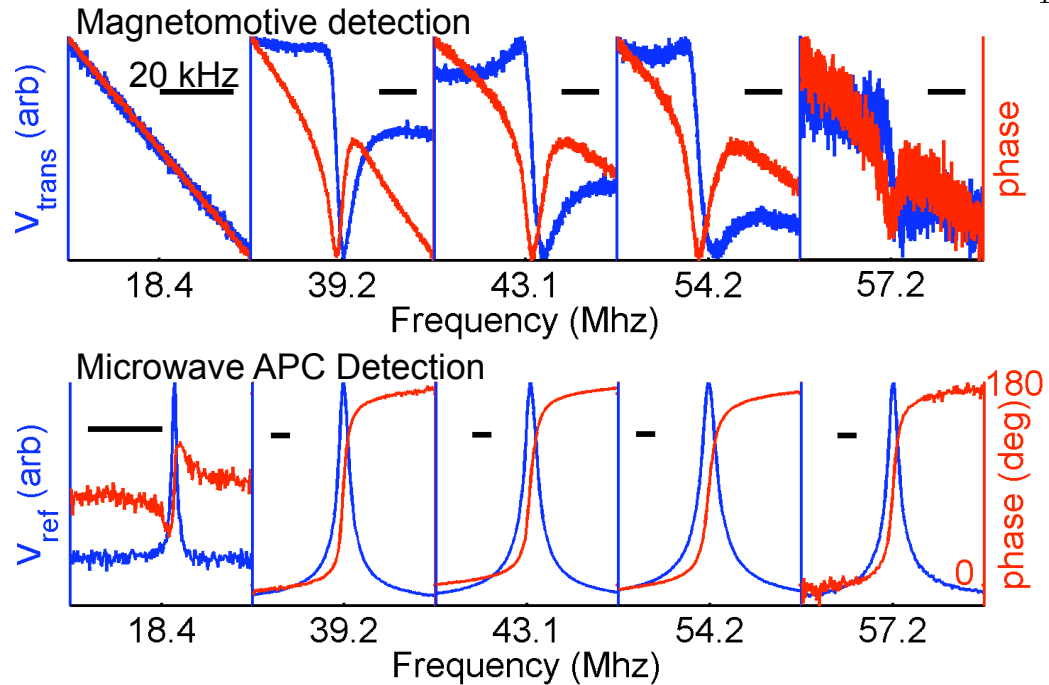 Magnetomotive detection
20 kHz
V_trans (arb)
phase
18.4 39.2 43.1 54.2 57.2
Frequency (Mhz)
Microwave APC Detection
V_ref (arb)
180
0
phase (deg)
18.4 39.2 43.1 54.2 57.2
Frequency (Mhz)